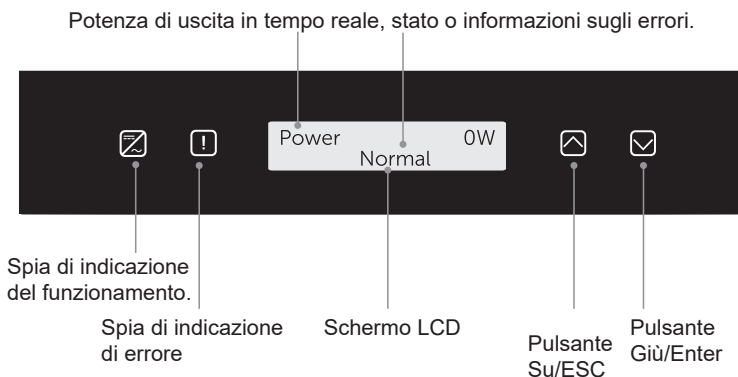 Potenza di uscita in tempo reale, stato o informazioni sugli errori.
Power 0W
Normal
Spia di indicazione
del funzionamento.
Spia di indicazione
di errore
Schermo LCD
Pulsante
Su/ESC
Pulsante
Giù/Enter